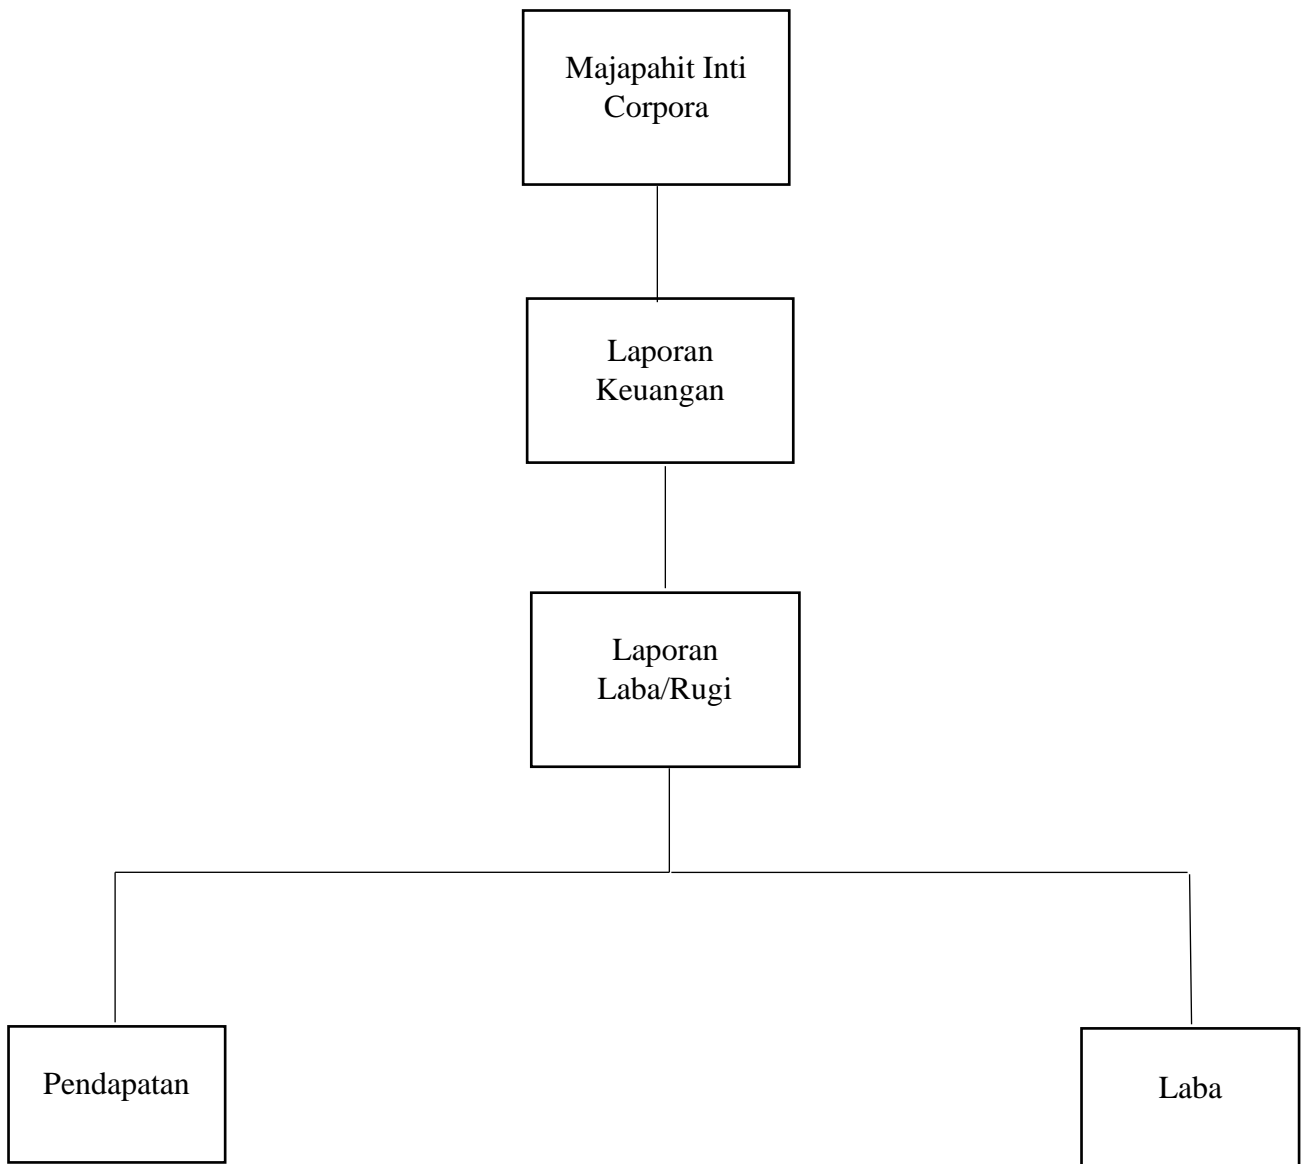 Majapahit Inti
Corpora
Laporan
Keuangan
Laporan
Laba/Rugi
Pendapatan
Laba